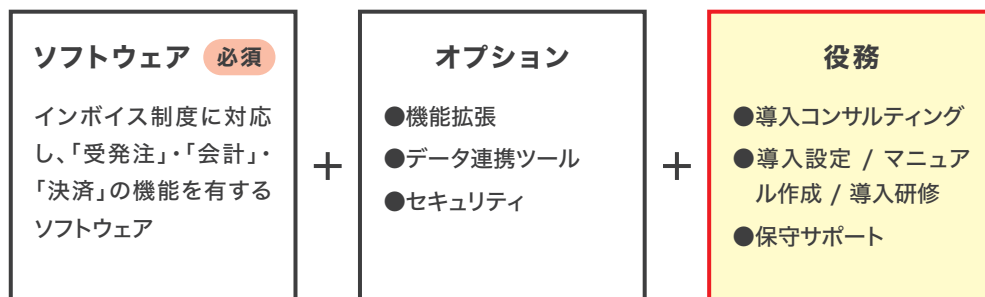 ソフトウェア 必須
インボイス制度に対応
し、「受発注」・「会計」・
「決済」の機能を有する
ソフトウェア
+
オプション
●機能拡張
●データ連携ツール
●セキュリティ
+
役務
●導入コンサルティング
●導入設定 / マニュア
ル作成 / 導入研修
●保守サポート